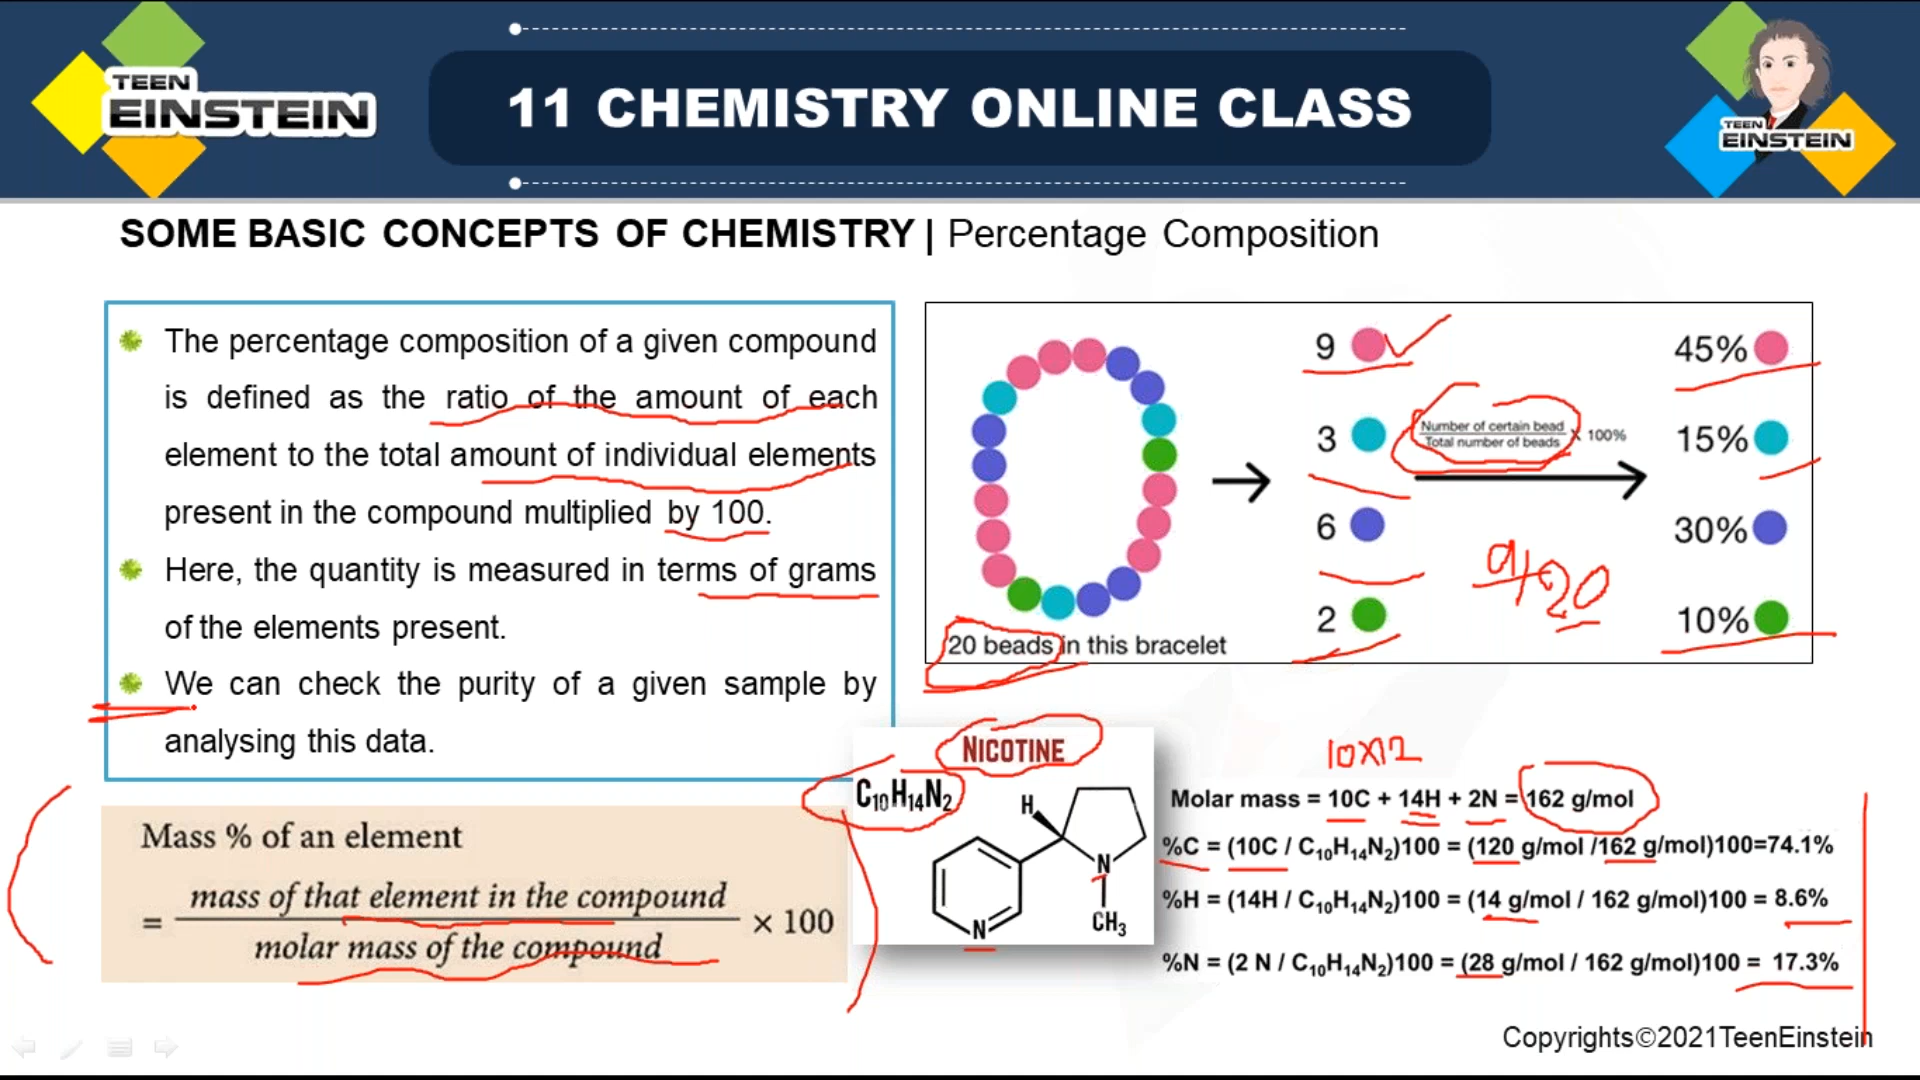 TEEN
EINSTEIN
11 CHEMISTRY ONLINE CLASS
TEEN
EINSTEIN
SOME BASIC CONCEPTS OF CHEMISTRY | Percentage Composition
The percentage composition of a given compound
is defined as the ratio of the amount of each
element to the total amount of individual elements
present in the compound multiplied by 100.
Here, the quantity is measured in terms of grams
of the elements present.
We can check the purity of a given sample by
analysing this data.
9
3
6
2
Number of certain bead
Total number of beads
x 100%
45%
15%
30%
10%
9/20
20 beads in this bracelet
Mass % of an element
= mass of that element in the compound
molar mass of the compound
× 100
NICOTINE
C₁₀H₁₄N₂
H
N
N
CH₃
10X12
Molar mass = 10C + 14H + 2N = 162 g/mol
%C = (10C / C₁₀H₁₄N₂)100 = (120 g/mol /162 g/mol)100=74.1%
%H = (14H / C₁₀H₁₄N₂)100 = (14 g/mol / 162 g/mol)100 = 8.6%
%N = (2 N / C₁₀H₁₄N₂)100 = (28 g/mol / 162 g/mol)100 = 17.3%
Copyrights©2021TeenEinstein